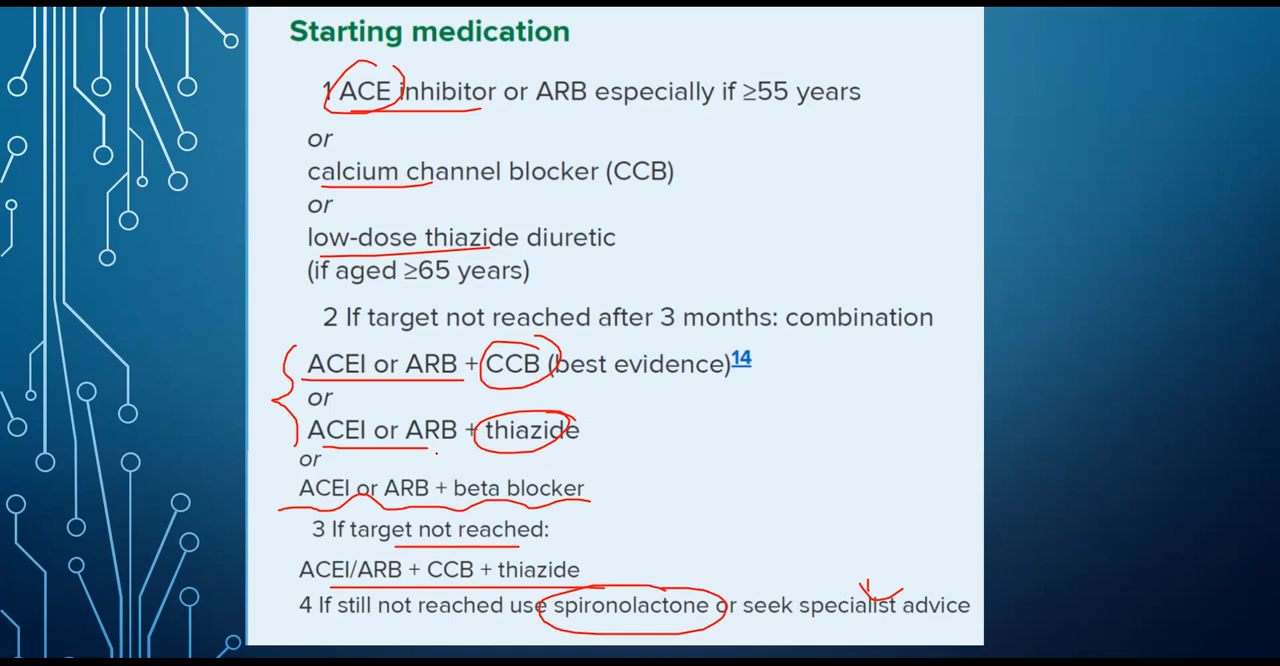 Starting medication
1 ACE inhibitor or ARB especially if ≥55 years
or
calcium channel blocker (CCB)
or
low-dose thiazide diuretic
(if aged ≥65 years)
2 If target not reached after 3 months: combination
ACEI or ARB + CCB (best evidence)14
or
ACEI or ARB + thiazide
or
ACEI or ARB + beta blocker
3 If target not reached:
ACEI/ARB + CCB + thiazide
4 If still not reached use spironolactone or seek specialist advice